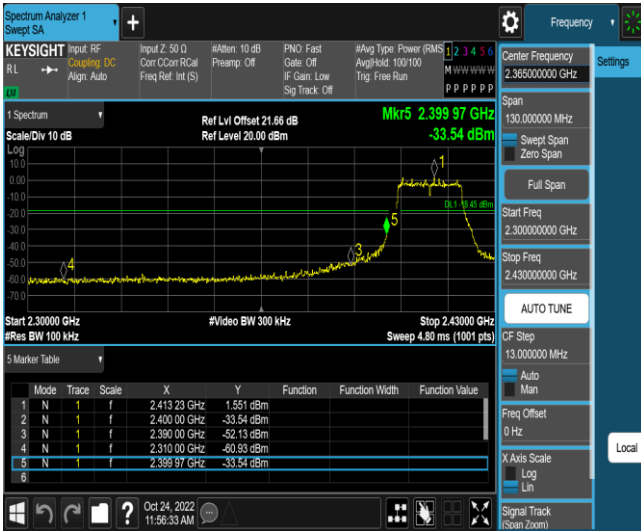 Spectrum Analyzer 1
Swept SA
Frequency
KEYSIGHT
RL
Input: RF
Coupling: DC
Align: Auto
Input Z: 50 Ω
Corr CCorr RCal
Freq Ref: Int (S)
#Atten: 10 dB
Preamp: Off
PNO: Fast
Gate: Off
IF Gain: Low
Sig Track: Off
#Avg Type: Power (RMS
Avg|Hold: 100/100
Trig: Free Run
1 2 3 4 5 6
M W W W W W
P P P P P P
1 Spectrum
Scale/Div 10 dB
Ref Lvl Offset 21.66 dB
Ref Level 20.00 dBm
Mkr5 2.399 97 GHz
-33.54 dBm
Log
10.0
0.00
-10.0
-20.0
-30.0
-40.0
-50.0
-60.0
-70.0
1
DL1 -18.45 dBm
5
3
4
Start 2.30000 GHz
#Video BW 300 kHz
Stop 2.43000 GHz
#Res BW 100 kHz
Sweep 4.80 ms (1001 pts)
5 Marker Table
Mode Trace Scale X Y Function Function Width Function Value
1 N 1 f 2.413 23 GHz 1.551 dBm
2 N 1 f 2.400 00 GHz -33.54 dBm
3 N 1 f 2.390 00 GHz -52.13 dBm
4 N 1 f 2.310 00 GHz -60.93 dBm
5 N 1 f 2.399 97 GHz -33.54 dBm
6
Oct 24, 2022
11:56:33 AM
Center Frequency
2.365000000 GHz
Settings
Span
130.000000 MHz
Swept Span
Zero Span
Full Span
Start Freq
2.300000000 GHz
Stop Freq
2.430000000 GHz
AUTO TUNE
CF Step
13.000000 MHz
Auto
Man
Freq Offset
0 Hz
Local
X Axis Scale
Log
Lin
Signal Track
(Span Zoom)